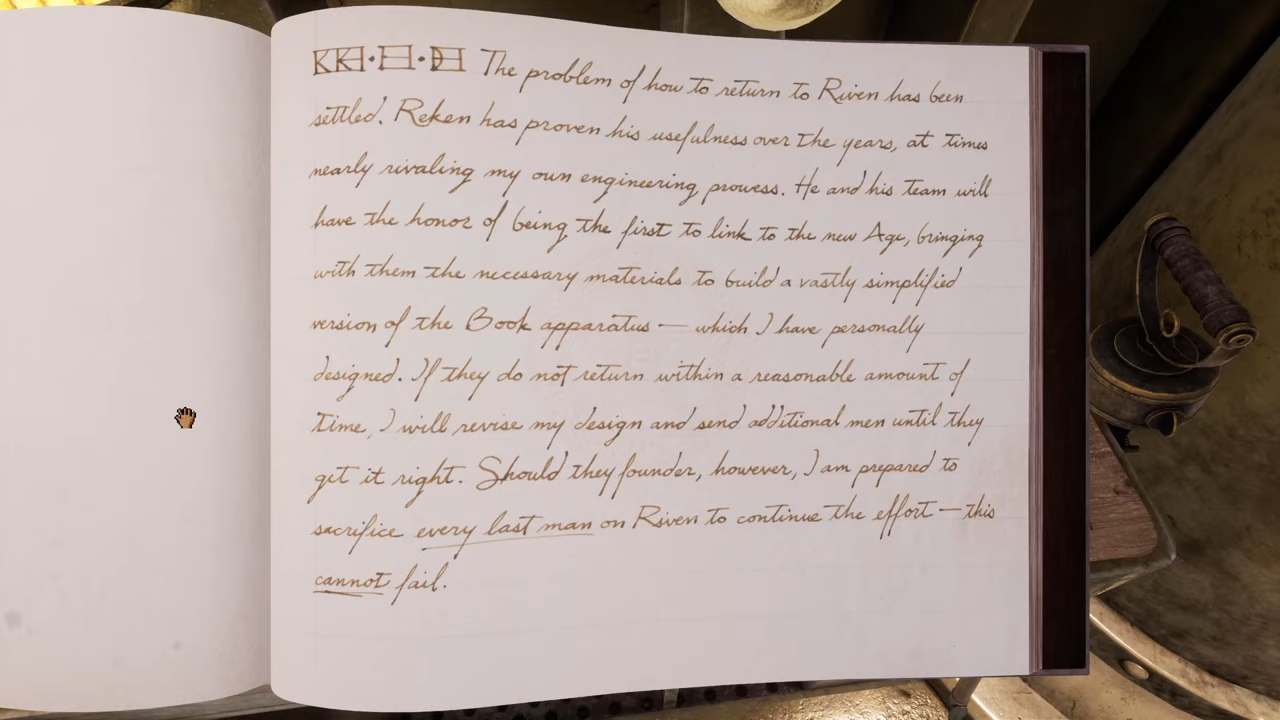 The problem of how to return to Riven has been
settled. Reken has proven his usefulness over the years, at times
nearly rivaling my own engineering prowess. He and his team will
have the honor of being the first to link to the new Age, bringing
with them the necessary materials to build a vastly simplified
version of the Book apparatus — which I have personally
designed. If they do not return within a reasonable amount of
time, I will revise my design and send additional men until they
get it right. Should they founder, however, I am prepared to
sacrifice every last man on Riven to continue the effort — this
cannot fail.